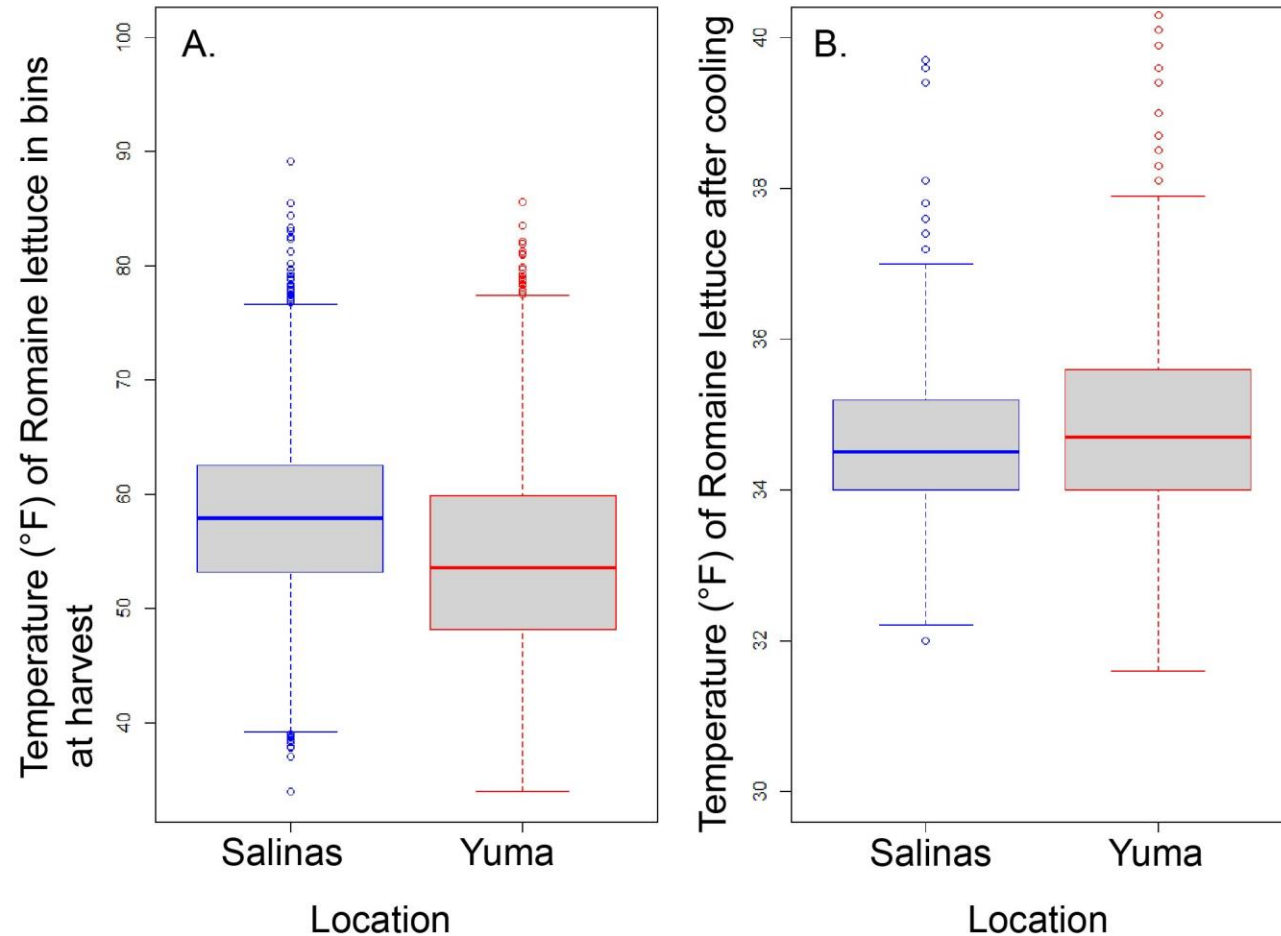 Temperature (°F) of Romaine lettuce in bins
at harvest
A.
100
90
80
70
60
50
40
Salinas
Yuma
Location
Temperature (°F) of Romaine lettuce after cooling
B.
40
38
36
34
32
30
Salinas
Yuma
Location